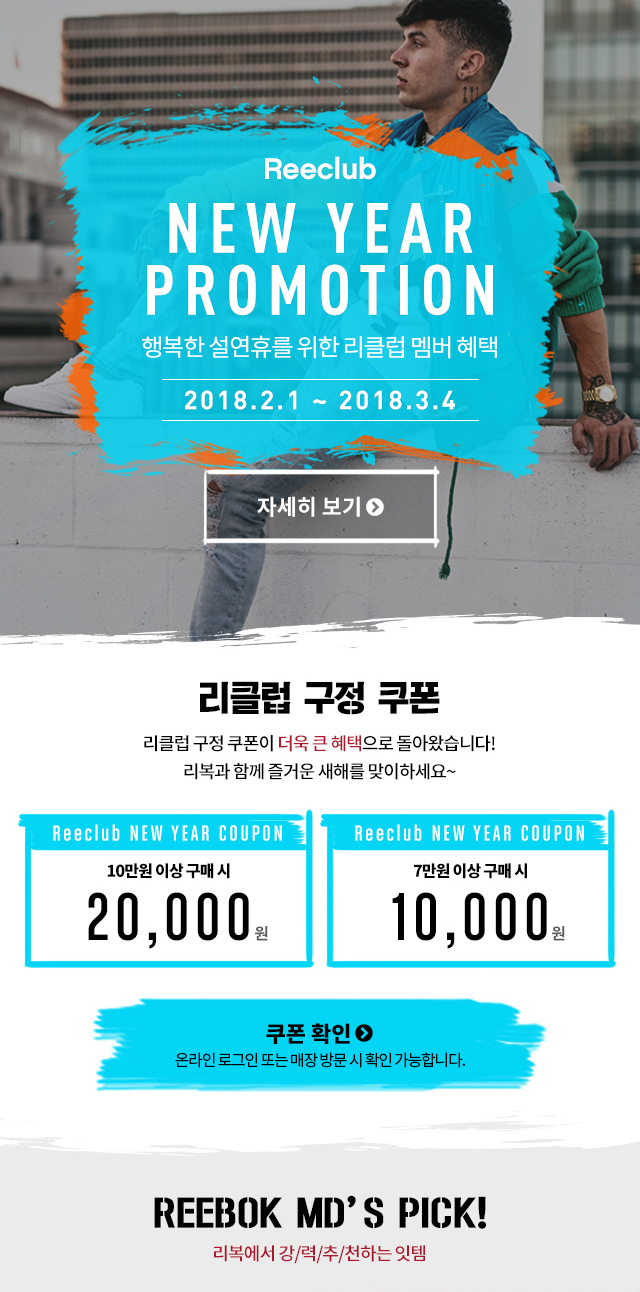 Reeclub
NEW YEAR
PROMOTION
행복한 설연휴를 위한 리클럽 멤버 혜택
2018.2.1 ~ 2018.3.4
자세히 보기
리클럽 구정 쿠폰
리클럽 구정 쿠폰이 더욱 큰 혜택으로 돌아왔습니다!
리복과 함께 즐거운 새해를 맞이하세요~
Reeclub NEW YEAR COUPON
10만원 이상 구매 시
20,000원
Reeclub NEW YEAR COUPON
7만원 이상 구매 시
10,000원
쿠폰 확인
온라인 로그인 또는 매장 방문 시 확인 가능합니다.
REEBOK MD'S PICK!
리복에서 강/력/추/천하는 잇템